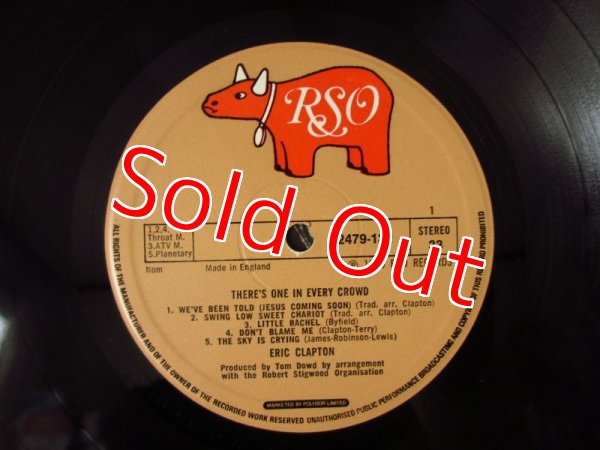 RSO
1
1,2,4.
Throat M.
3.ATV M.
5.Planetary
2479-1
STEREO
33
Nom
Made in England
℗
THERE'S ONE IN EVERY CROWD
1. WE'VE BEEN TOLD (JESUS COMING SOON) (Trad. arr. Clapton)
2. SWING LOW SWEET CHARIOT (Trad. arr. Clapton)
3. LITTLE RACHEL (Byfield)
4. DON'T BLAME ME (Clapton-Terry)
5. THE SKY IS CRYING (James-Robinson-Lewis)
ERIC CLAPTON
Produced by Tom Dowd by arrangement
with the Robert Stigwood Organisation
MARKETED BY POLYDOR LIMITED
ALL RIGHTS OF THE MANUFACTURER AND OF THE OWNER OF THE RECORDED WORK RESERVED UNAUTHORISED PUBLIC PERFORMANCE BROADCASTING AND COPYING OF THIS RECORD PROHIBITED
Sold Out